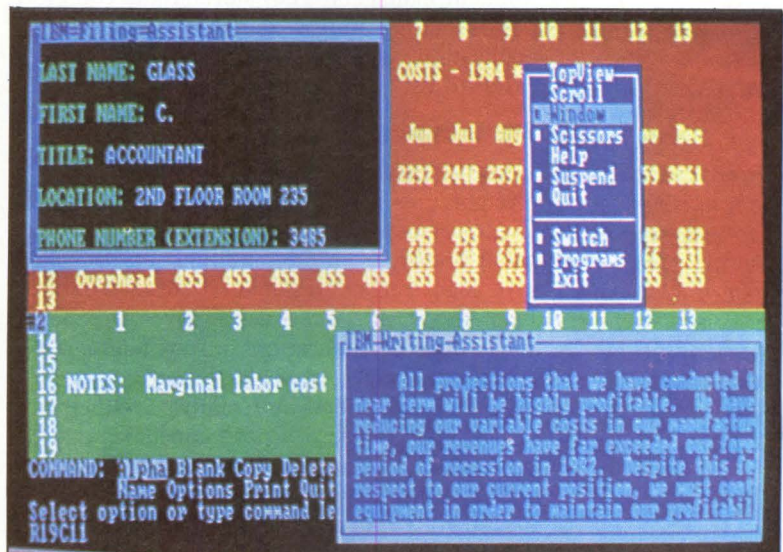 IBM Filing Assistant
LAST NAME: GLASS
FIRST NAME: C.
TITLE: ACCOUNTANT
LOCATION: 2ND FLOOR ROOM 235
PHONE NUMBER (EXTENSION): 3485
7 8 9 10 11 12 13
COSTS - 1984
Jun Jul Aug Dec
2292 2440 2597 59 3061
445 493 546 42 822
603 648 697 66 931
12 Overhead 455 455 455 455 455 455 455 455 55 455
13
TopView
Scroll
Window
Scissors
Help
Suspend
Quit
Switch
Programs
Exit
#2 1 2 3 4 5 6 7 8 9 10 11 12 13
14
15
16 NOTES: Marginal labor cost
17
18
19
COMMAND: Alpha Blank Copy Delete
Name Options Print Quit
Select option or type command le
R19C11
IBM Writing Assistant
All projections that we have conducted
near term will be highly profitable. We have
reducing our variable costs in our manufactur
time, our revenues have far exceeded our fore
period of recession in 1982. Despite this
respect to our current position, we must
equipment in order to maintain our profitabil